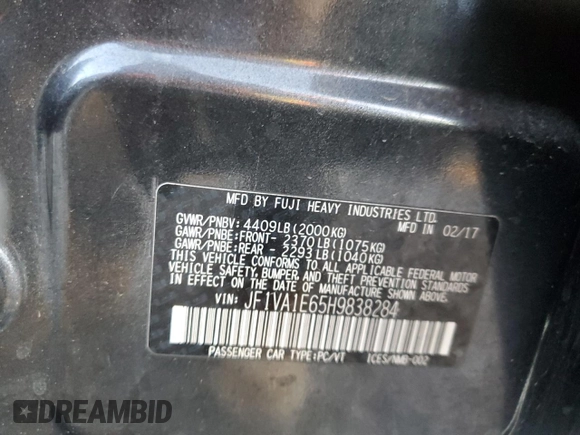 MFD BY FUJI HEAVY INDUSTRIES LTD.
GVWR/PNBV: 4409LB(2000KG) MFD IN 02/17
GAWR/PNBE:FRONT- 2370LB(1075KG)
GAWR/PNBE:REAR - 2293LB(1040KG)
THIS VEHICLE CONFORMS TO ALL APPLICABLE FEDERAL MOTOR
VEHICLE SAFETY, BUMPER, AND THEFT PREVENTION STANDARDS
IN EFFECT ON THE DATE OF MANUFACTURE SHOWN ABOVE.
VIN: JF1VA1E65H9838284
PASSENGER CAR TYPE:PC/VT ICES/NMB-002
DREAMBID